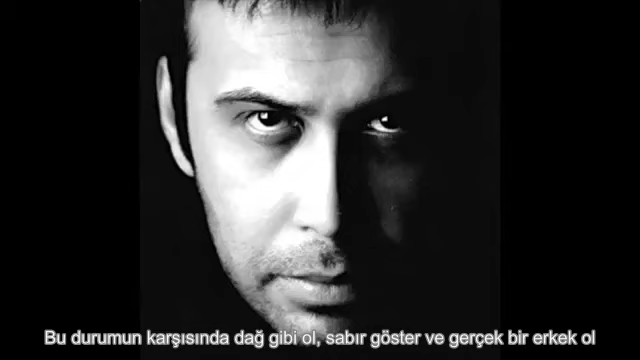 Bu durumun karşısında dağ gibi ol, sabır göster ve gerçek bir erkek ol